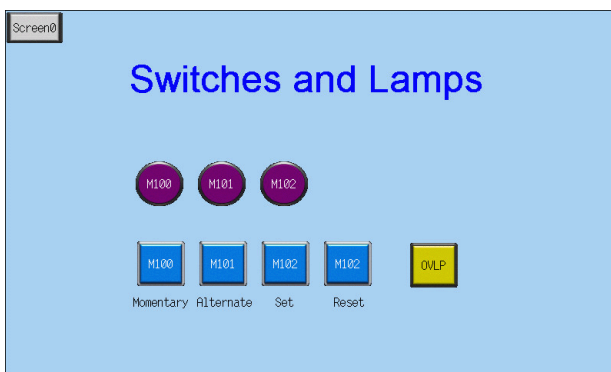 Screen0
Switches and Lamps
M100 M101 M102
M100 M101 M102 M102 OVLP
Momentary Alternate Set Reset